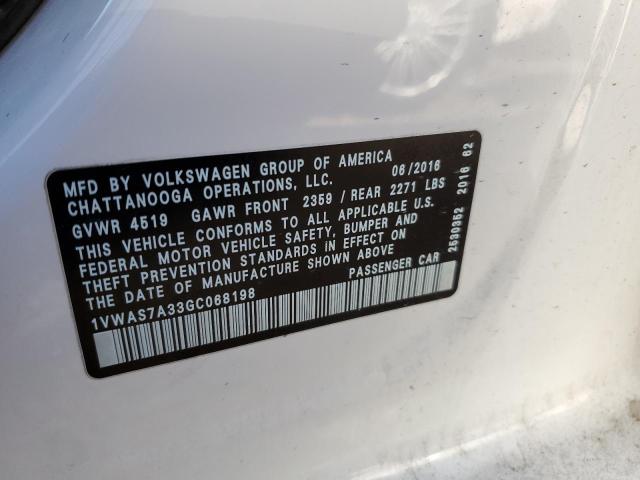 MFD BY VOLKSWAGEN GROUP OF AMERICA
CHATTANOOGA OPERATIONS, LLC. 06/2016
GVWR 4519 GAWR FRONT 2359 / REAR 2271 LBS
THIS VEHICLE CONFORMS TO ALL APPLICABLE U.S.
FEDERAL MOTOR VEHICLE SAFETY, BUMPER AND
THEFT PREVENTION STANDARDS IN EFFECT ON
THE DATE OF MANUFACTURE SHOWN ABOVE
1VWAS7A33GC068198 PASSENGER CAR
2530352 2016 62